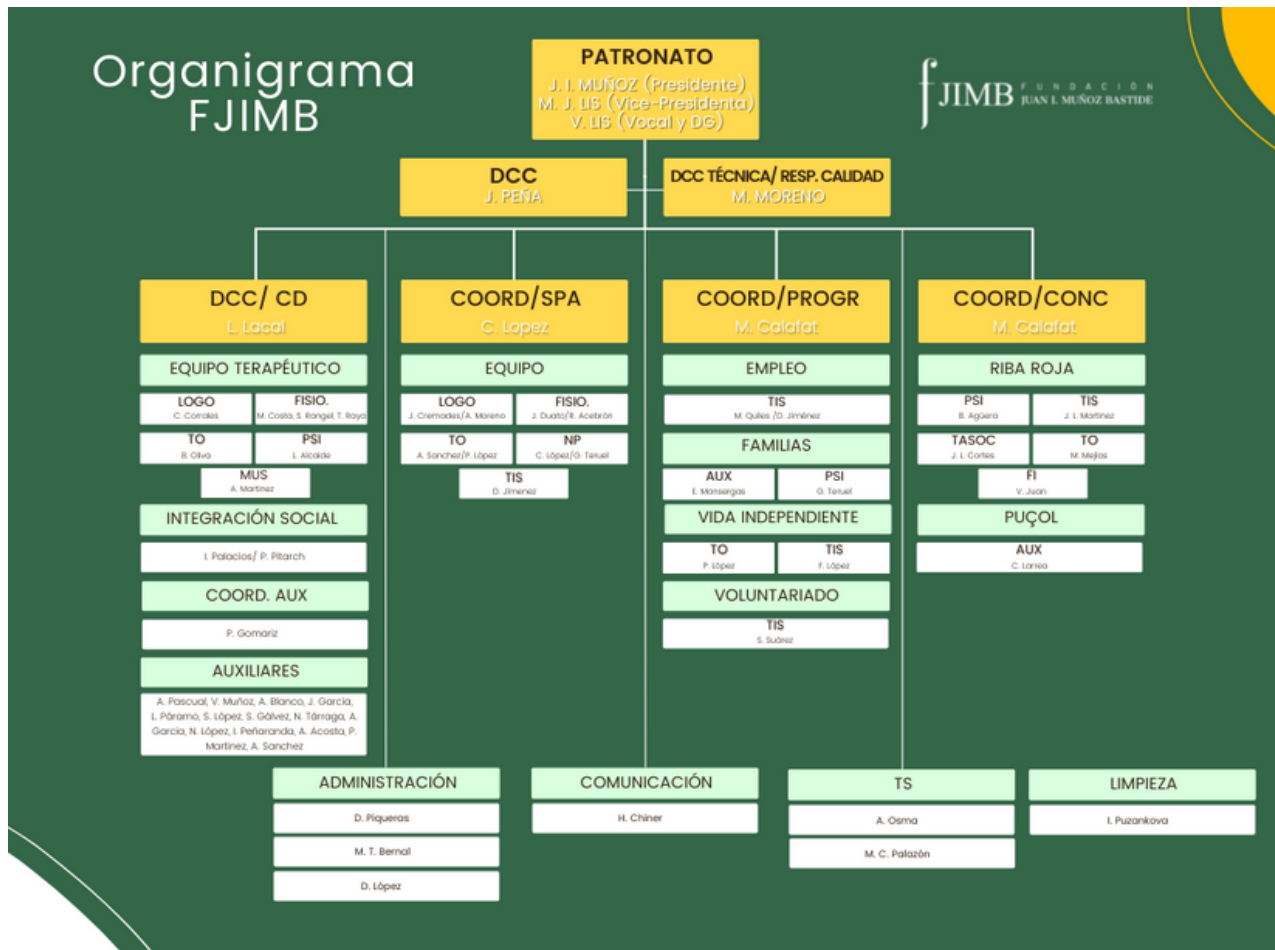 Organigrama
FJIMB
PATRONATO
J. I. MUÑOZ (Presidente)
M. J. LIS (Vice-Presidenta)
V. LIS (Vocal y DG)
fJIMB FUNDACIÓN
JUAN I. MUÑOZ BASTIDE
DCC
J. PEÑA
DCC TÉCNICA/ RESP. CALIDAD
M. MORENO
DCC/ CD
L. Local
COORD/SPA
C. Lopez
COORD/PROGR
M. Calafat
COORD/CONC
M. Calafat
EQUIPO TERAPÉUTICO
LOGO
C. Corrales
FISIO.
M. Costa, S. Rangel, T. Raya
TO
B. Oliva
PSI
L. Alcaide
MUS
A. Martinez
INTEGRACIÓN SOCIAL
I. Palacios/ P. Pitarch
COORD. AUX
P. Gomariz
AUXILIARES
A. Pascual, V. Muñoz, A. Blanco, J. García,
L. Páramo, S. López, S. Gálvez, N. Tárraga, A.
García, N. López, I. Peñaranda, A. Acosta, P.
Martinez, A. Sanchez
EQUIPO
LOGO
J. Cremades/A. Moreno
FISIO.
J. Duato/R. Acebrón
TO
A. Sanchez/P. López
NP
C. López/G. Teruel
TIS
D. Jimenez
EMPLEO
TIS
M. Quiles /D. Jiménez
FAMILIAS
AUX
E. Monsergas
PSI
G. Teruel
VIDA INDEPENDIENTE
TO
P. López
TIS
F. López
VOLUNTARIADO
TIS
S. Suárez
RIBA ROJA
PSI
B. Agüera
TIS
J. L. Martinez
TASOC
J. L. Cortes
TO
M. Mejías
FI
V. Juan
PUÇOL
AUX
C. Larrea
ADMINISTRACIÓN
D. Piqueras
M. T. Bernal
D. López
COMUNICACIÓN
H. Chiner
TS
A. Osma
M. C. Palazón
LIMPIEZA
I. Puzankova